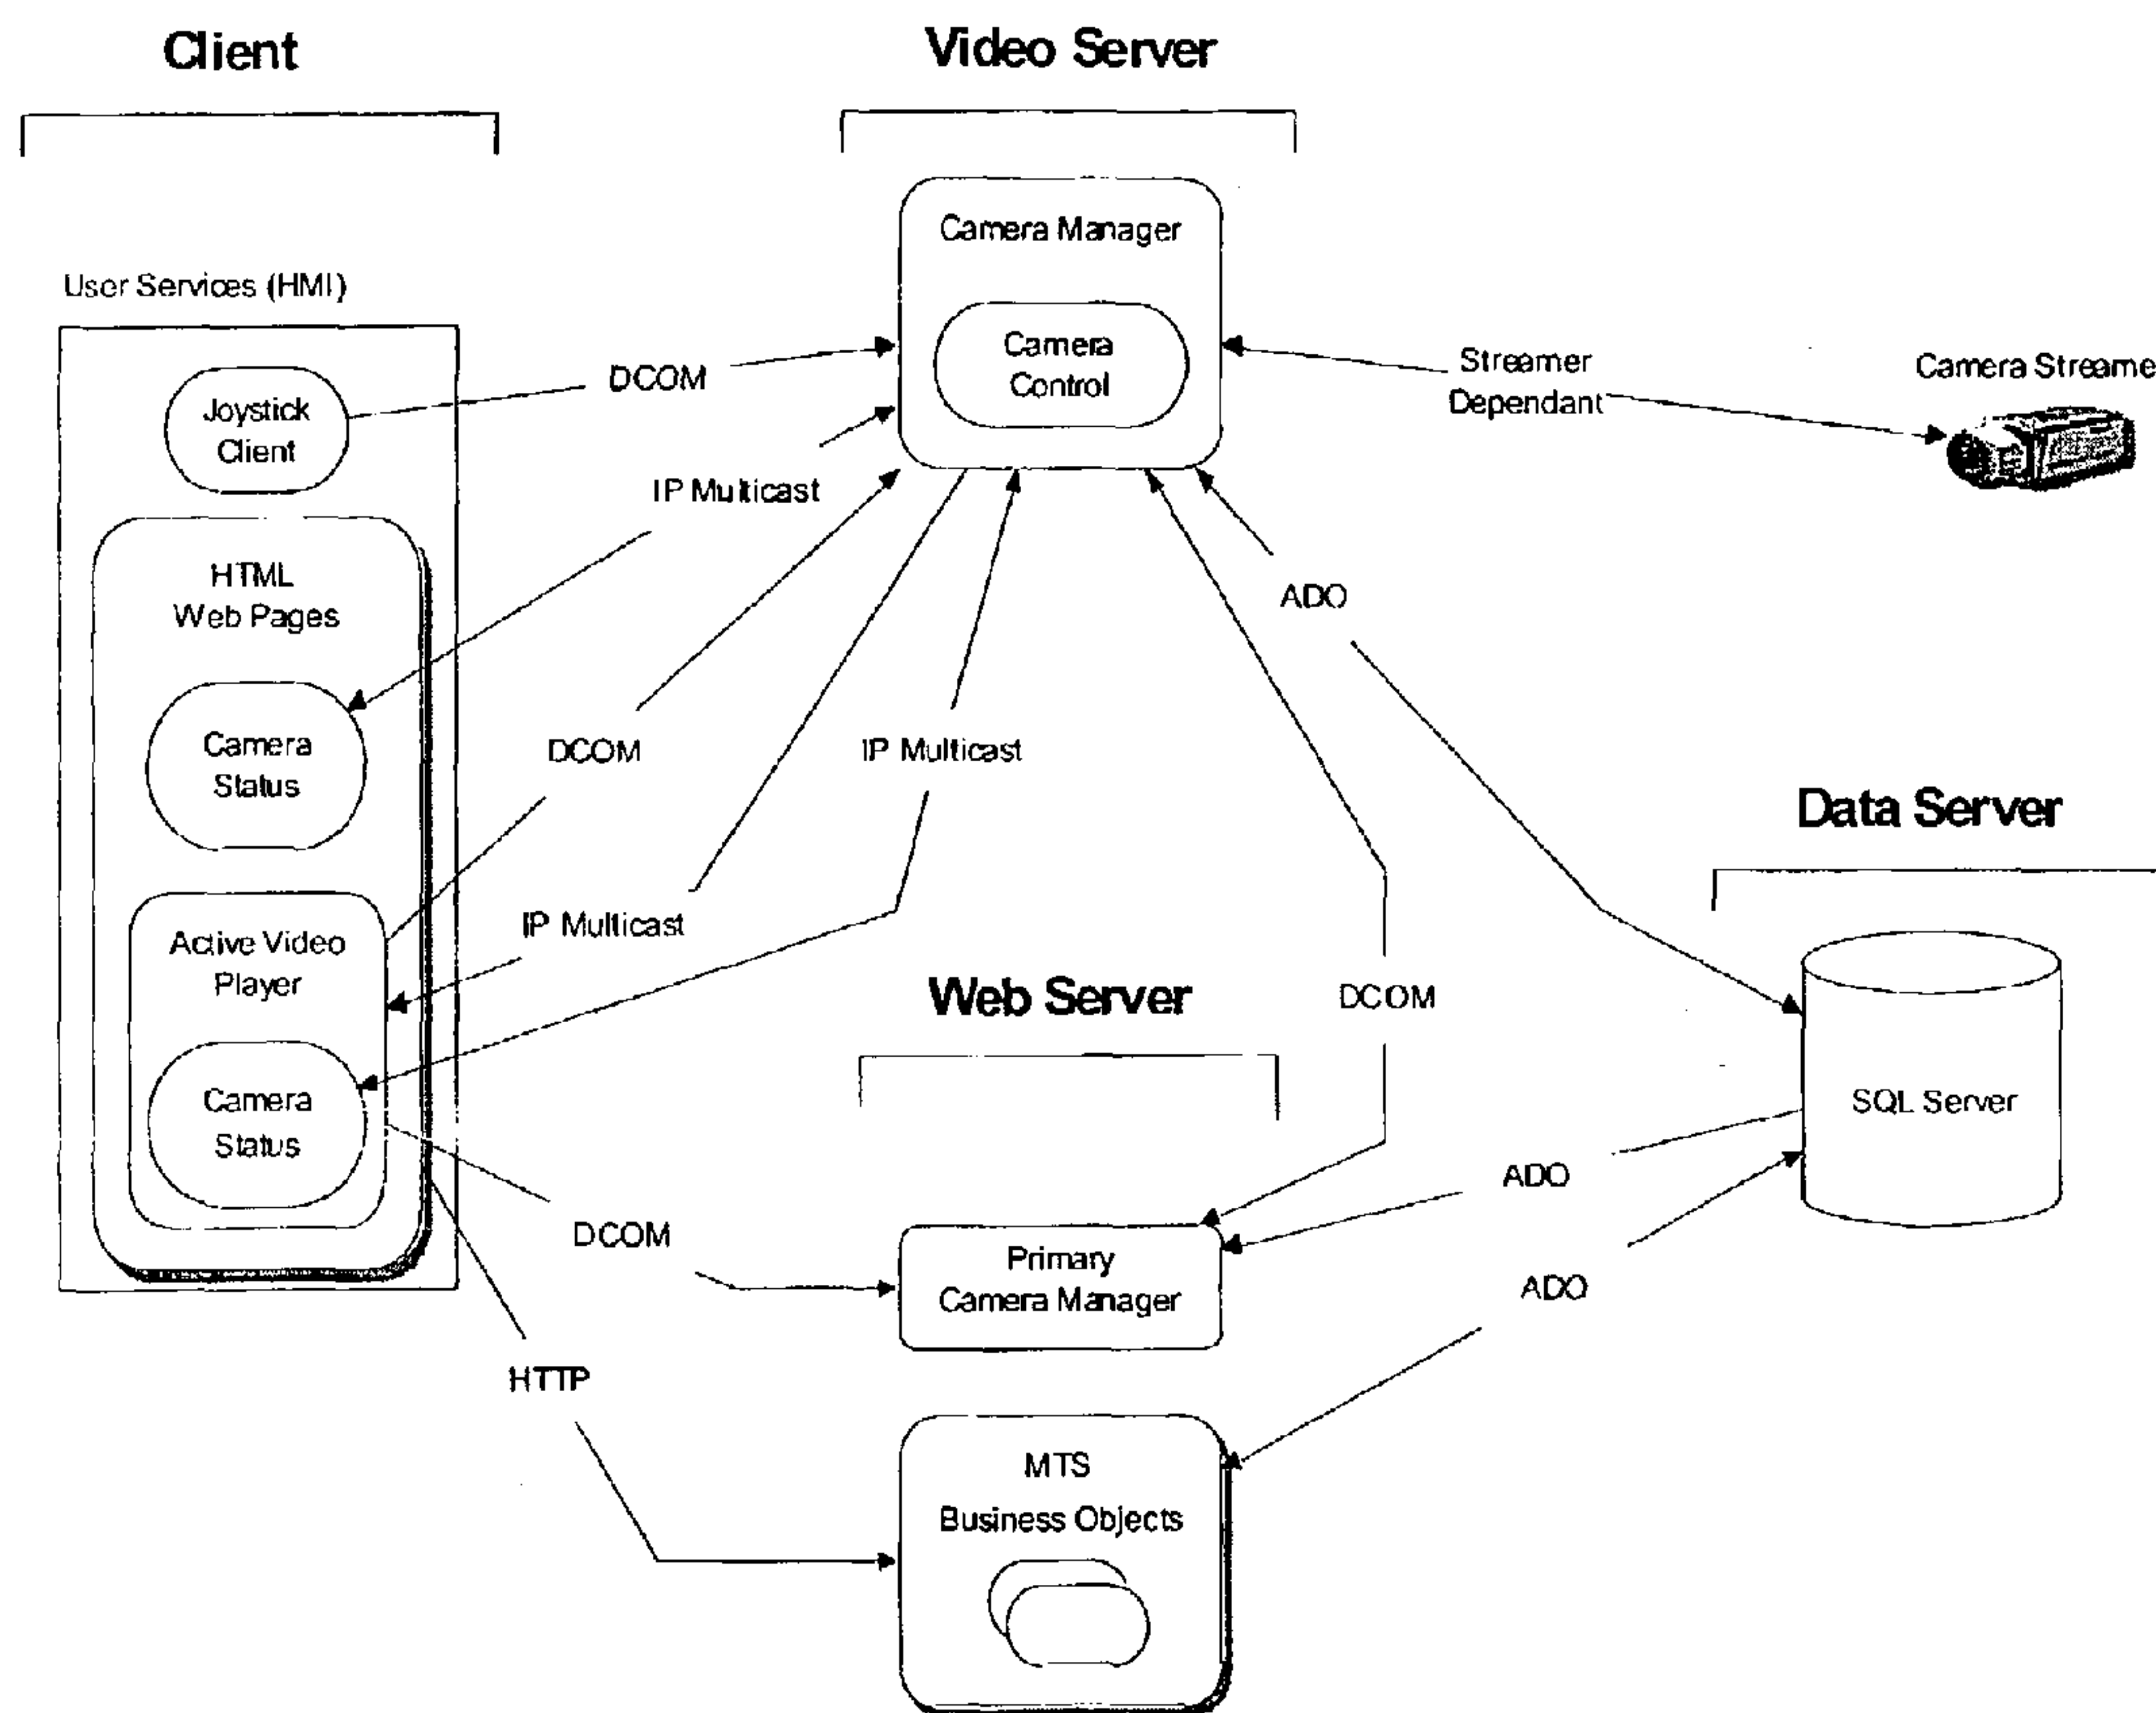 Client
Video Server
Camera Manager
User Services (HMI)
Camera
Control
Streamer
Dependant
Camera Streame
DCOM
Joystick
Client
IP Multicast
HTML
Web Pages
ADO
Camera
Status
DCOM
IP Multicast
Data Server
IP Multicast
Active Video
Player
Web Server
DCOM
Camera
Status
SQL Server
ADO
DCOM
Primary
Camera Manager
ADO
HTTP
MTS
Business Objects